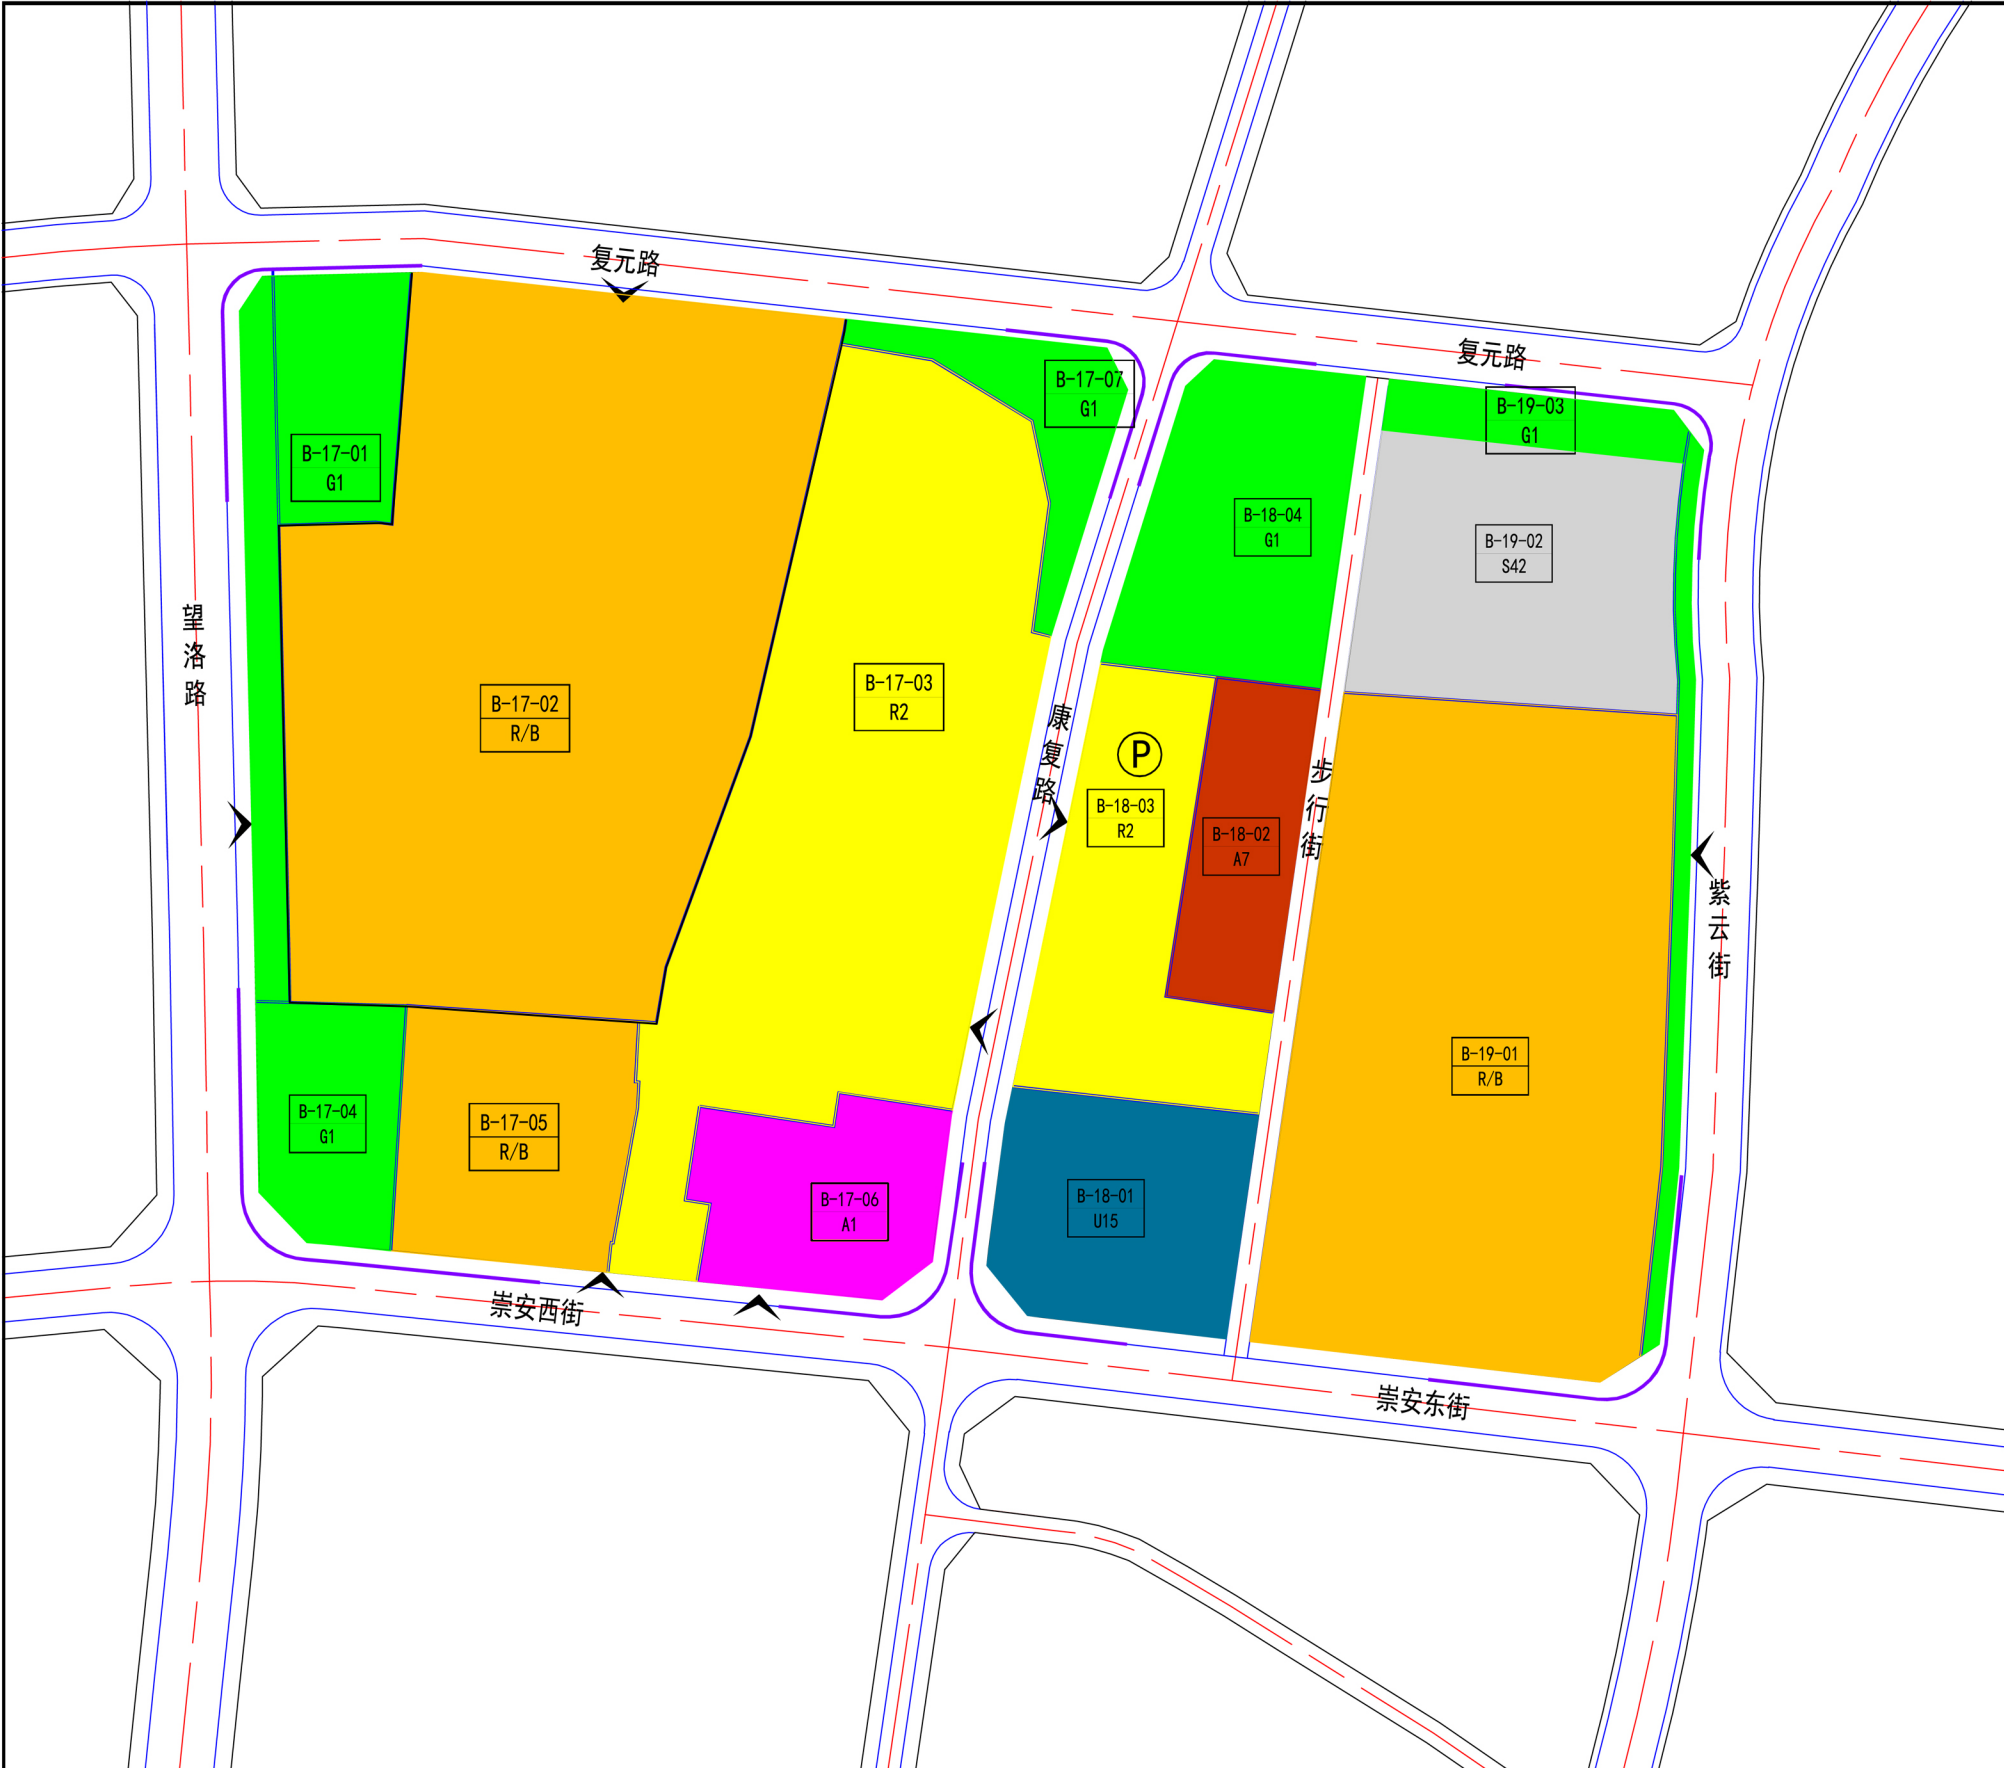 复元路
复元路
B-17-07
G1
B-19-03
G1
B-17-01
G1
B-18-04
G1
B-19-02
S42
望洛路
B-17-02
R/B
B-17-03
R2
康复路
P
步行街
B-18-03
R2
B-18-02
A7
紫云街
B-19-01
R/B
B-17-04
G1
B-17-05
R/B
B-17-06
A1
B-18-01
U15
崇安西街
崇安东街